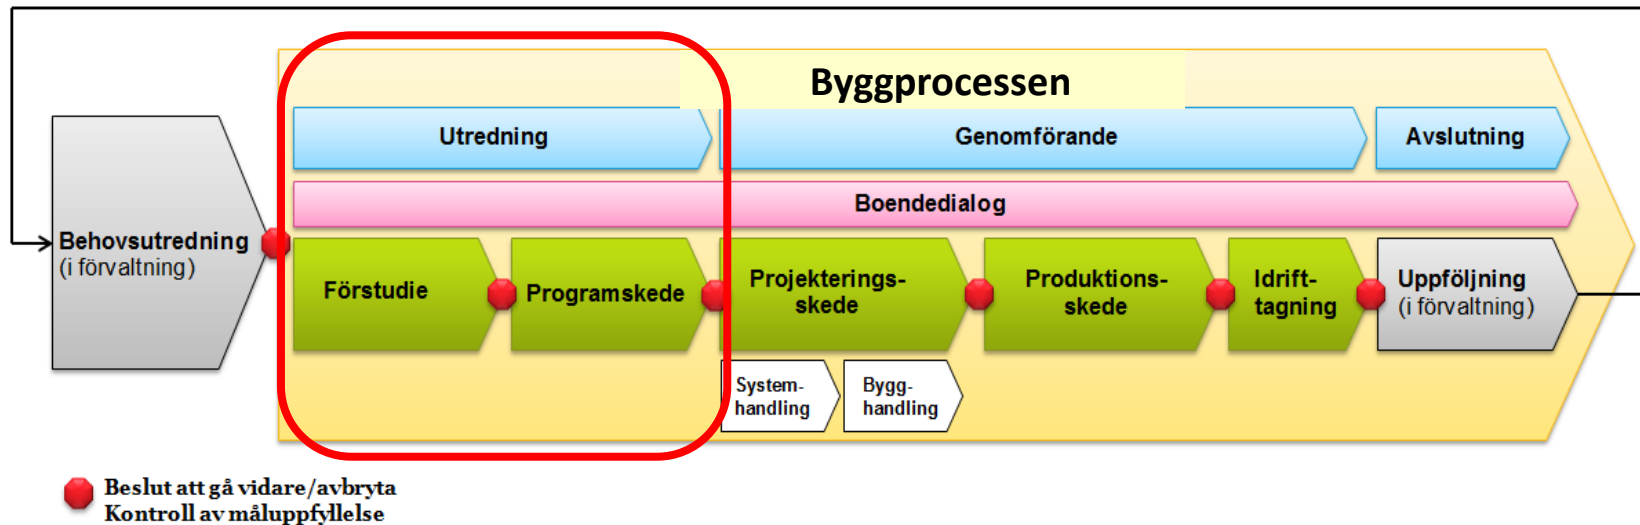 Byggprocessen
Utredning
Genomförande
Avslutning
Boendedialog
Behovsutredning
(i förvaltning)
Förstudie
Programskede
Projekterings-
skede
Produktions-
skede
Idrift-
tagning
Uppföljning
(i förvaltning)
System-
handling
Bygg-
handling
Beslut att gå vidare/avbryta
Kontroll av måluppfyllelse